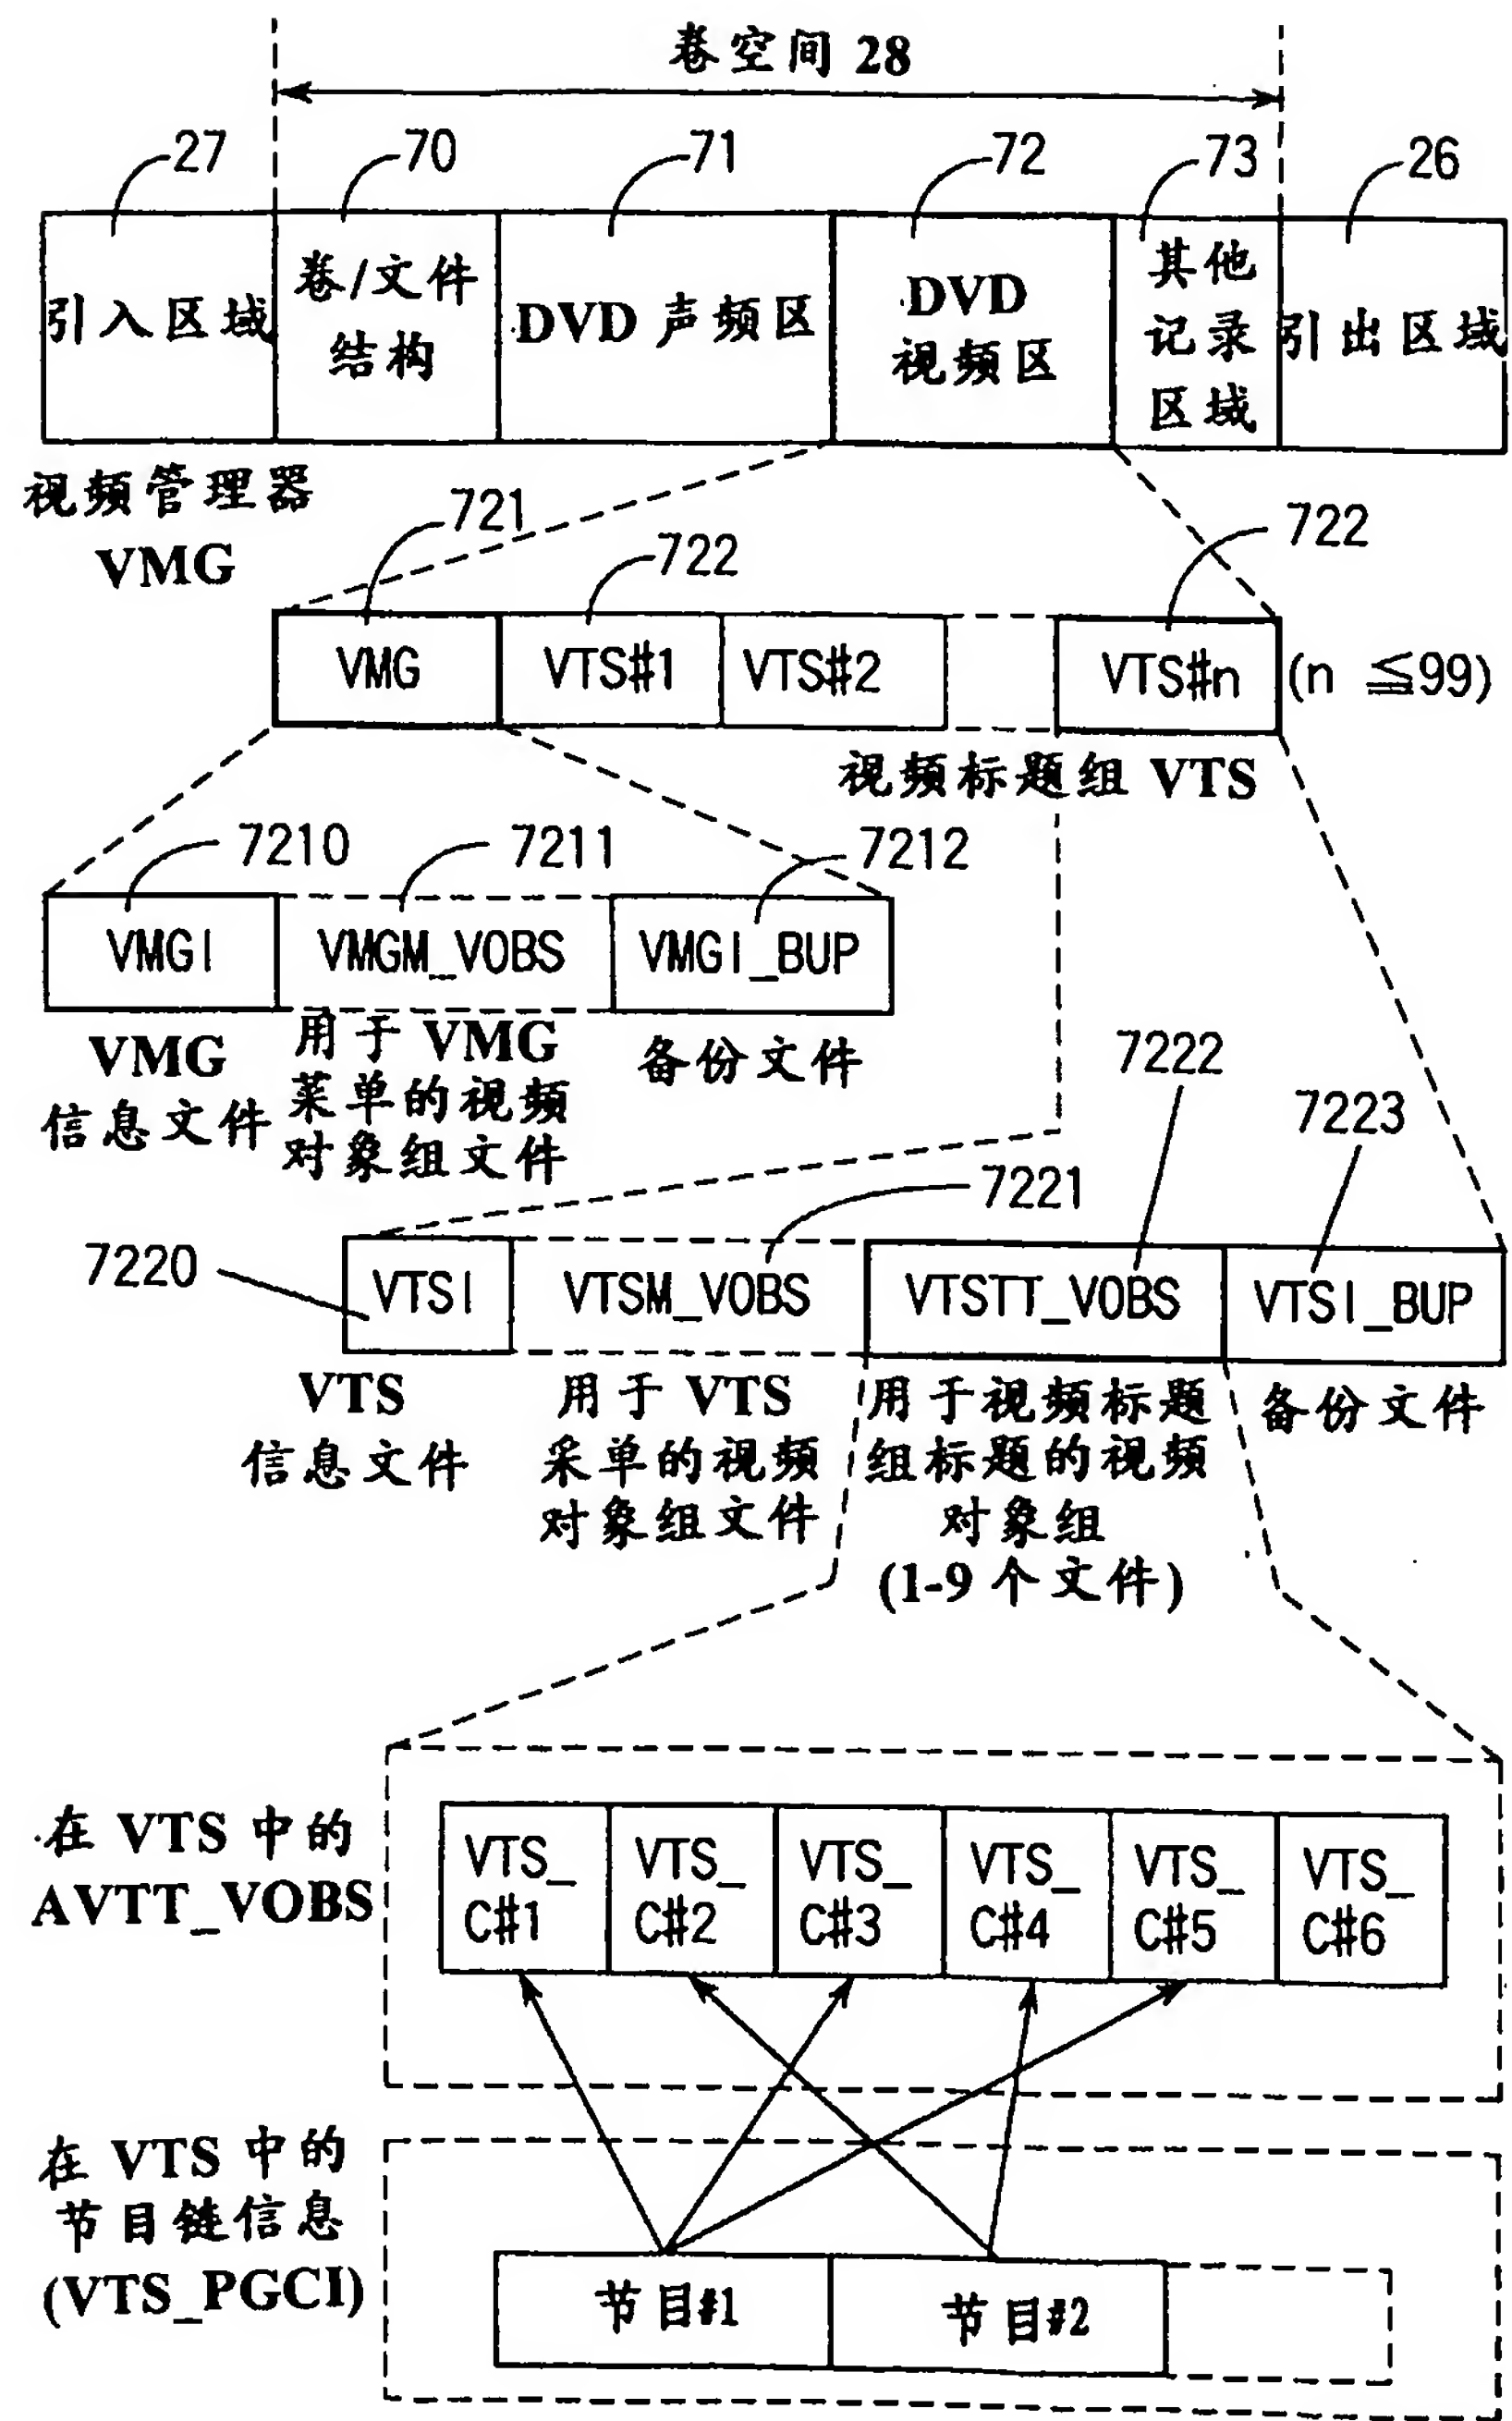 卷空间 28
27
70
71
72
73
26
引入区域
卷/文件
结构
DVD 声频区
DVD
视频区
其他
记录
区域
引出区域
视频管理器
VMG
721
722
722
VMG
VTS#1
VTS#2
VTS#n
(n ≦99)
视频标题组 VTS
7210
7211
7212
VMGI
VMGM_VOBS
VMGI_BUP
VMG
信息文件
用于 VMG
菜单的视频
对象组文件
备份文件
7222
7223
7221
7220
VTSI
VTSM_VOBS
VTSTT_VOBS
VTSI_BUP
VTS
信息文件
用于 VTS
采单的视频
对象组文件
用于视频标题
组标题的视频
对象组
(1-9 个文件)
备份文件
在 VTS 中的
AVTT_VOBS
VTS_
C#1
VTS_
C#2
VTS_
C#3
VTS_
C#4
VTS_
C#5
VTS_
C#6
在 VTS 中的
节目链信息
(VTS_PGCI)
节目#1
节目#2